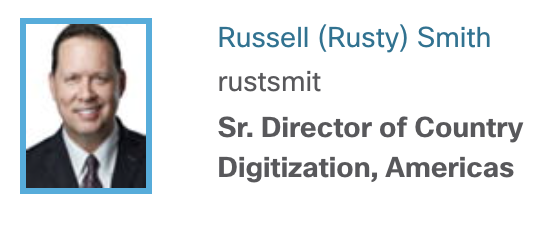 Russell (Rusty) Smith
rustsmit
Sr. Director of Country
Digitization, Americas